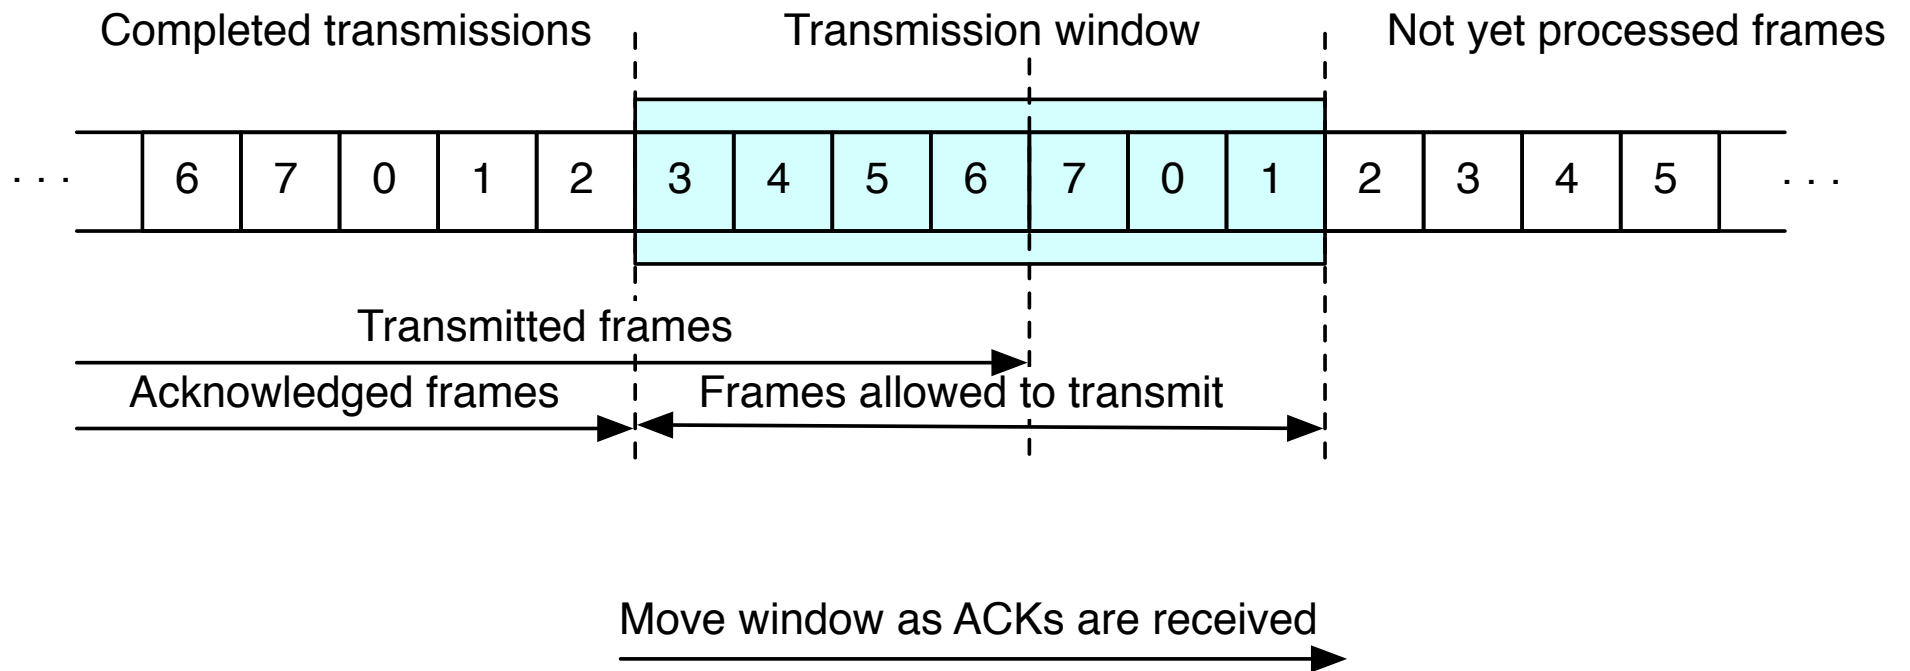 Completed transmissions Transmission window Not yet processed frames
. . . 6 7 0 1 2 3 4 5 6 7 0 1 2 3 4 5 . . .
Transmitted frames
Acknowledged frames Frames allowed to transmit
Move window as ACKs are received